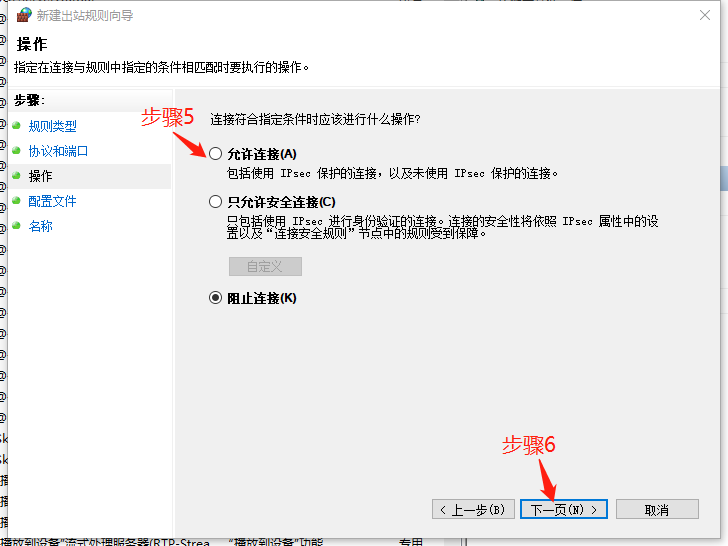 新建出站规则向导
操作
指定在连接与规则中指定的条件相匹配时要执行的操作。
步骤:
规则类型
协议和端口
操作
配置文件
名称
步骤5
连接符合指定条件时应该进行什么操作?
允许连接(A)
包括使用 IPsec 保护的连接，以及未使用 IPsec 保护的连接。
只允许安全连接(C)
只包括使用 IPsec 进行身份验证的连接。连接的安全性将依照 IPsec 属性中的设
置以及“连接安全规则”节点中的规则受到保障。
自定义
阻止连接(K)
步骤6
< 上一步(B)
下一页(N) >
取消
播放到设备"流式处理服务器(RTP-Strea... "播放到设备"功能 专用